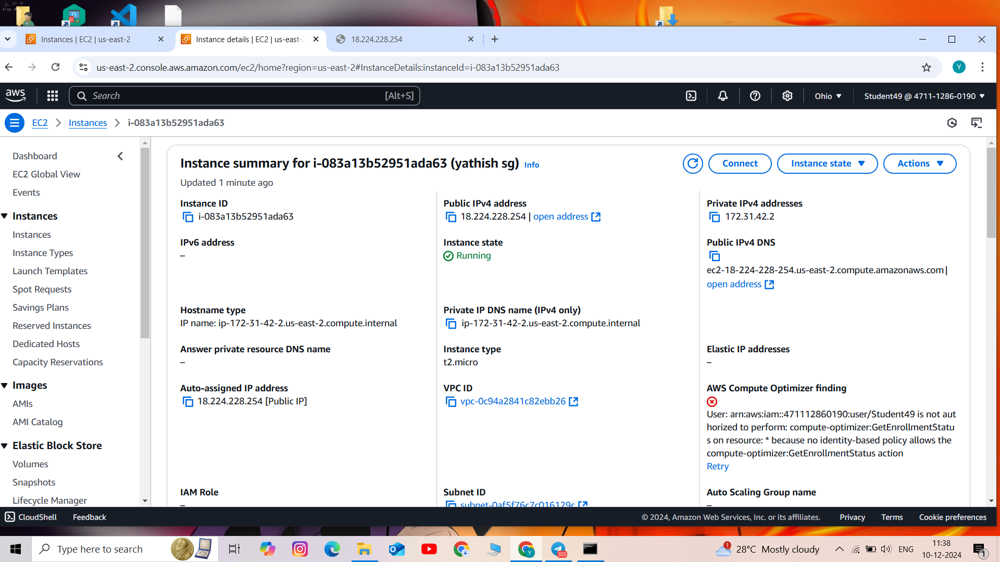 Instances | EC2 | us-east-2
Instance details | EC2 | us-east-2
18.224.228.254
us-east-2.console.aws.amazon.com/ec2/home?region=us-east-2#InstanceDetails:instanceId=i-083a13b52951ada63
Y
aws
Search
[Alt+S]
Ohio
Student49 @ 4711-1286-0190
EC2
Instances
i-083a13b52951ada63
Dashboard
EC2 Global View
Events
Instances
Instances
Instance Types
Launch Templates
Spot Requests
Savings Plans
Reserved Instances
Dedicated Hosts
Capacity Reservations
Images
AMIs
AMI Catalog
Elastic Block Store
Volumes
Snapshots
Lifecycle Manager
Instance summary for i-083a13b52951ada63 (yathish sg) Info
Updated 1 minute ago
Connect
Instance state
Actions
Instance ID
i-083a13b52951ada63
Public IPv4 address
18.224.228.254 | open address
Private IPv4 addresses
172.31.42.2
IPv6 address
–
Instance state
Running
Public IPv4 DNS
ec2-18-224-228-254.us-east-2.compute.amazonaws.com |
open address
Hostname type
IP name: ip-172-31-42-2.us-east-2.compute.internal
Private IP DNS name (IPv4 only)
ip-172-31-42-2.us-east-2.compute.internal
Answer private resource DNS name
–
Instance type
t2.micro
Elastic IP addresses
–
Auto-assigned IP address
18.224.228.254 [Public IP]
VPC ID
vpc-0c94a2841c82ebb26
AWS Compute Optimizer finding
User: arn:aws:iam::471112860190:user/Student49 is not aut
horized to perform: compute-optimizer:GetEnrollmentStatu
s on resource: * because no identity-based policy allows the
compute-optimizer:GetEnrollmentStatus action
Retry
IAM Role
–
Subnet ID
subnet-0af5f76c7c016129c
Auto Scaling Group name
–
CloudShell
Feedback
© 2024, Amazon Web Services, Inc. or its affiliates.
Privacy
Terms
Cookie preferences
Type here to search
Y
305
1
28°C Mostly cloudy
ENG
11:38
10-12-2024
1